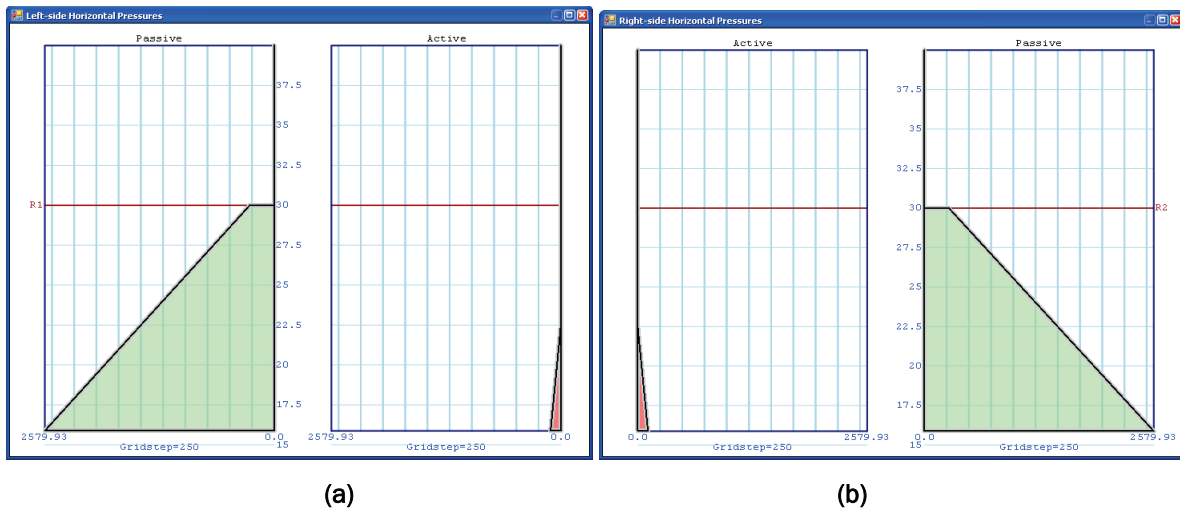 Left-side Horizontal Pressures
Passive
Active
37.5
35
32.5
R1
30
27.5
25
22.5
20
17.5
2579.93
0.0
2579.93
0.0
Gridstep=250
15
Gridstep=250
(a)
Right-side Horizontal Pressures
Active
Passive
37.5
35
32.5
30
R2
27.5
25
22.5
20
17.5
0.0
2579.93
0.0
2579.93
Gridstep=250
15
Gridstep=250
(b)